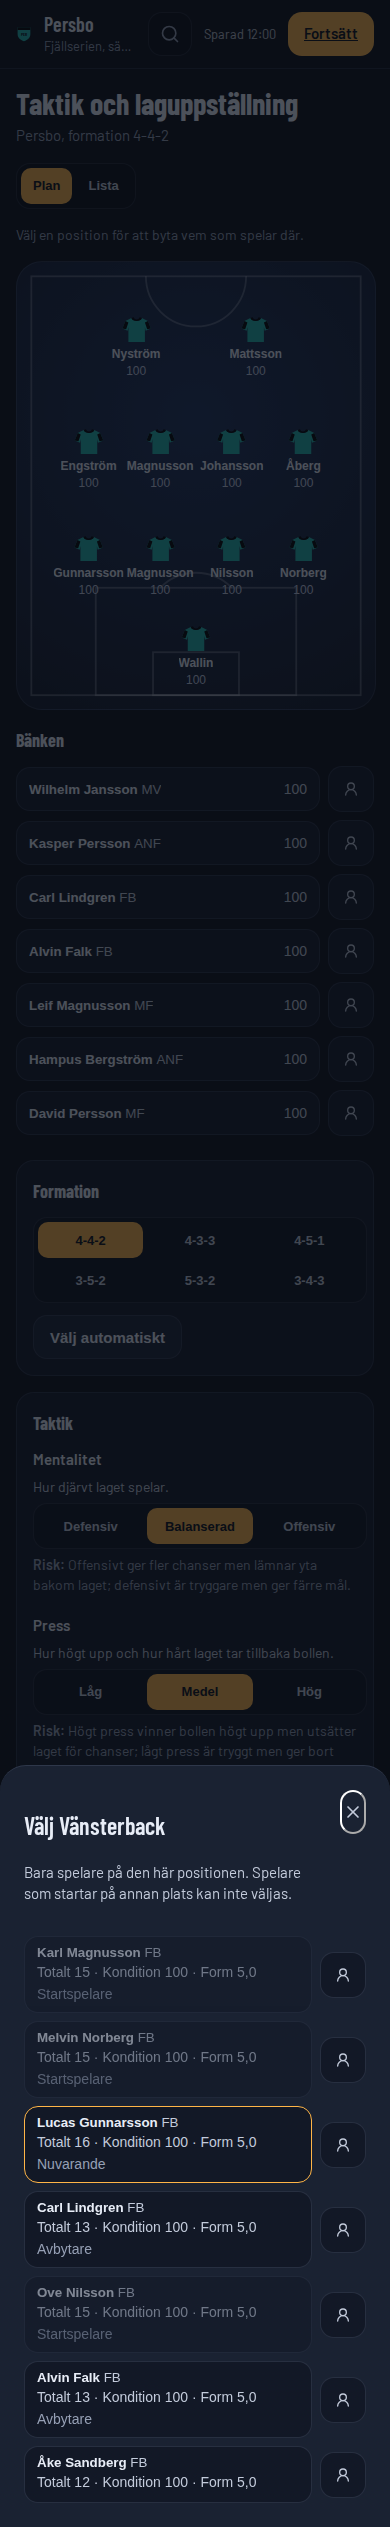 Persbo
Fjällserien, sä...
Sparad 12:00
Fortsätt
Taktik och laguppställning
Persbo, formation 4-4-2
Plan
Lista
Välj en position för att byta vem som spelar där.
Nyström
Mattsson
100
100
Engström
Magnusson
Johansson
Åberg
100
100
100
100
Gunnarsson
Magnusson
Nilsson
Norberg
100
100
100
100
Wallin
100
Bänken
Wilhelm Jansson MV 100
Kasper Persson ANF 100
Carl Lindgren FB 100
Alvin Falk FB 100
Leif Magnusson MF 100
Hampus Bergström ANF 100
David Persson MF 100
Formation
4-4-2
4-3-3
4-5-1
3-5-2
5-3-2
3-4-3
Välj automatiskt
Taktik
Mentalitet
Hur djärvt laget spelar.
Defensiv
Balanserad
Offensiv
Risk: Offensivt ger fler chanser men lämnar yta
bakom laget; defensivt är tryggare men ger färre mål.
Press
Hur högt upp och hur hårt laget tar tillbaka bollen.
Låg
Medel
Hög
Risk: Högt press vinner bollen högt upp men utsätter
laget för chanser; lågt press är tryggt men ger bort
Välj Vänsterback
Bara spelare på den här positionen. Spelare
som startar på annan plats kan inte väljas.
Karl Magnusson FB
Totalt 15 · Kondition 100 · Form 5,0
Startspelare
Melvin Norberg FB
Totalt 15 · Kondition 100 · Form 5,0
Startspelare
Lucas Gunnarsson FB
Totalt 16 · Kondition 100 · Form 5,0
Nuvarande
Carl Lindgren FB
Totalt 13 · Kondition 100 · Form 5,0
Avbytare
Ove Nilsson FB
Totalt 15 · Kondition 100 · Form 5,0
Startspelare
Alvin Falk FB
Totalt 13 · Kondition 100 · Form 5,0
Avbytare
Åke Sandberg FB
Totalt 12 · Kondition 100 · Form 5,0